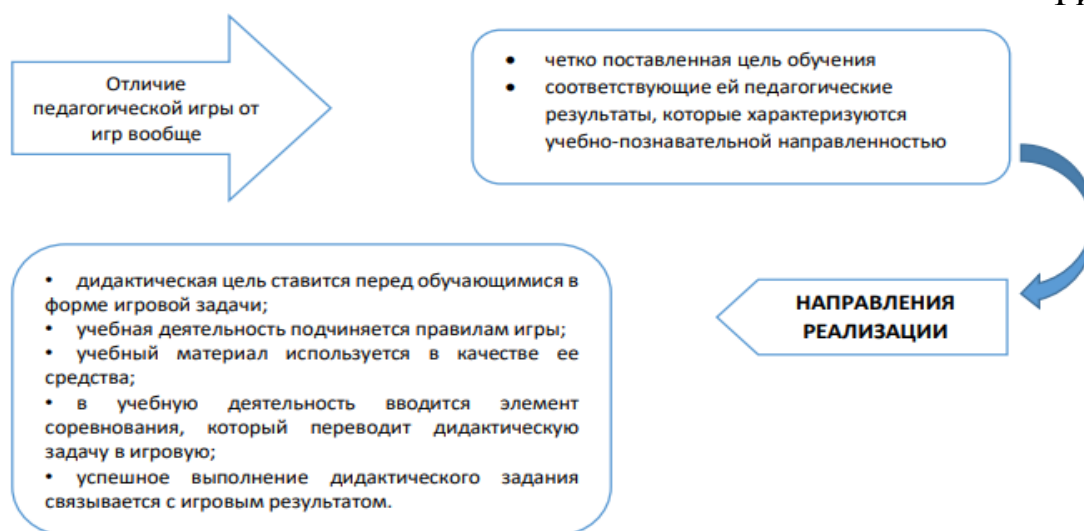 Отличие
педагогической игры от
игр вообще
• четко поставленная цель обучения
• соответствующие ей педагогические
результаты, которые характеризуются
учебно-познавательной направленностью
НАПРАВЛЕНИЯ
РЕАЛИЗАЦИИ
• дидактическая цель ставится перед обучающимися в
форме игровой задачи;
• учебная деятельность подчиняется правилам игры;
• учебный материал используется в качестве ее
средства;
• в учебную деятельность вводится элемент
соревнования, который переводит дидактическую
задачу в игровую;
• успешное выполнение дидактического задания
связывается с игровым результатом.